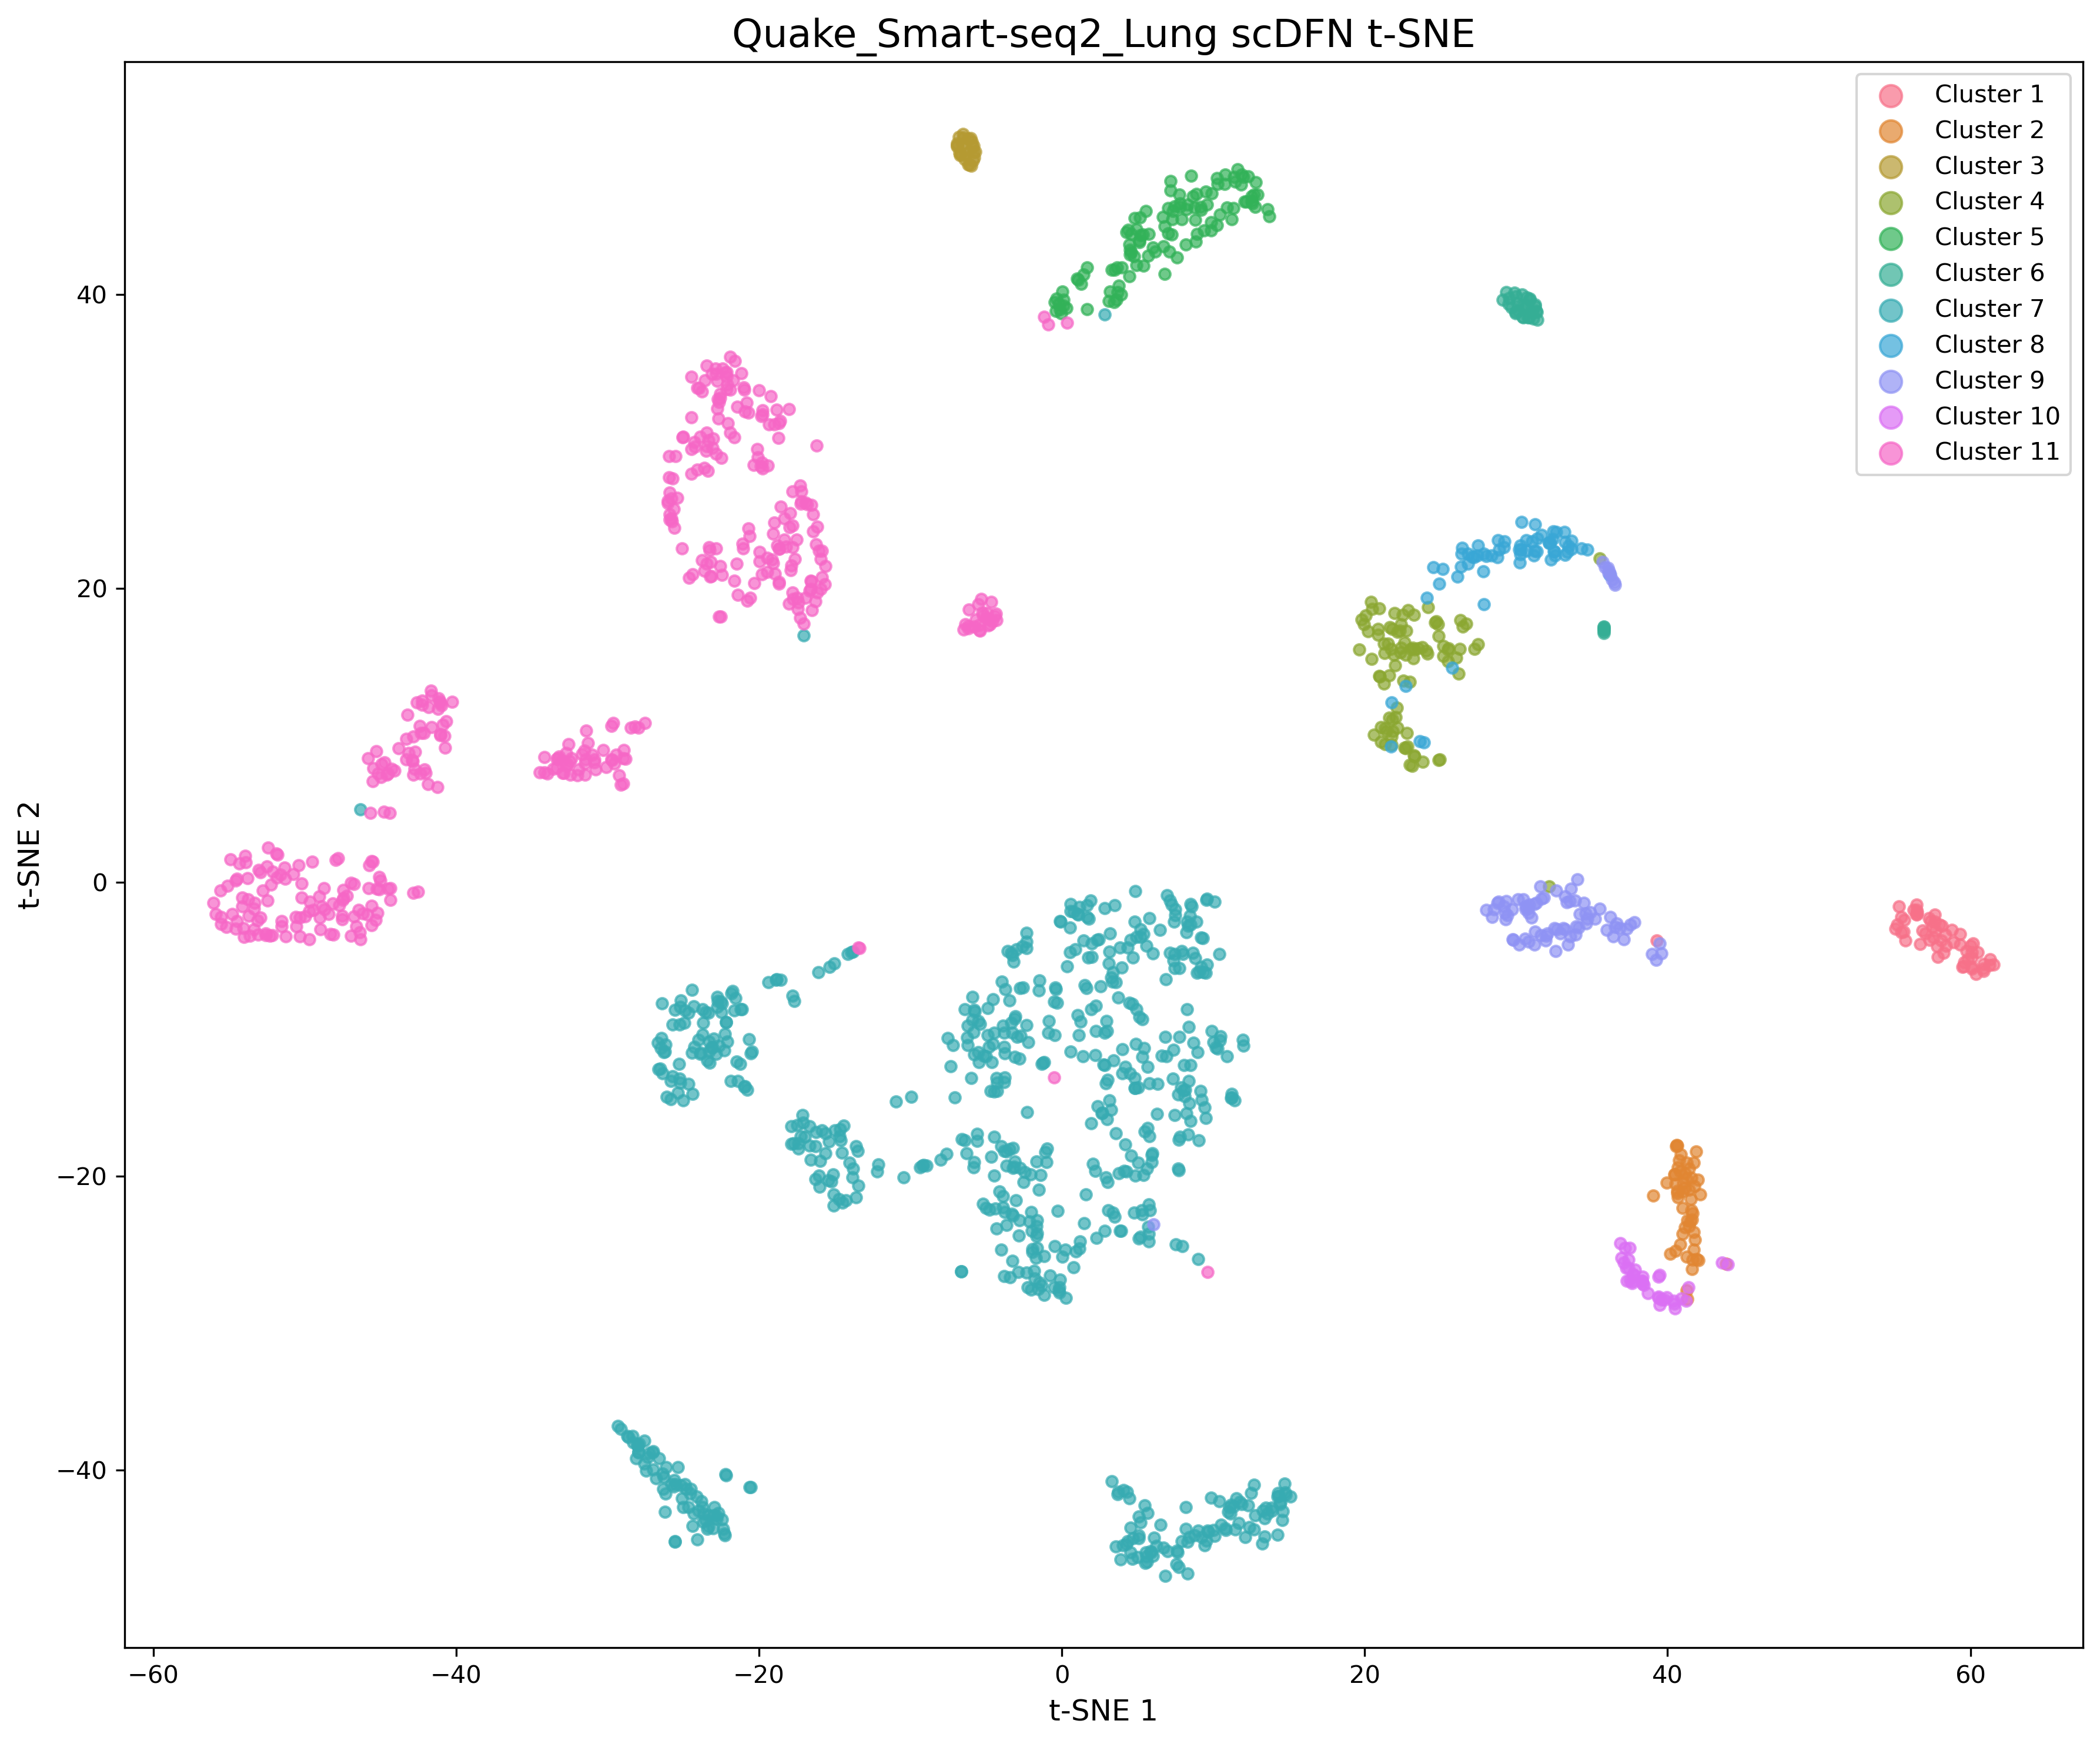 Quake_Smart-seq2_Lung scDFN t-SNE
Cluster 1
Cluster 2
Cluster 3
Cluster 4
Cluster 5
Cluster 6
Cluster 7
Cluster 8
Cluster 9
Cluster 10
Cluster 11
t-SNE 2
40
20
0
−20
−40
−60 −40 −20 0 20 40 60
t-SNE 1